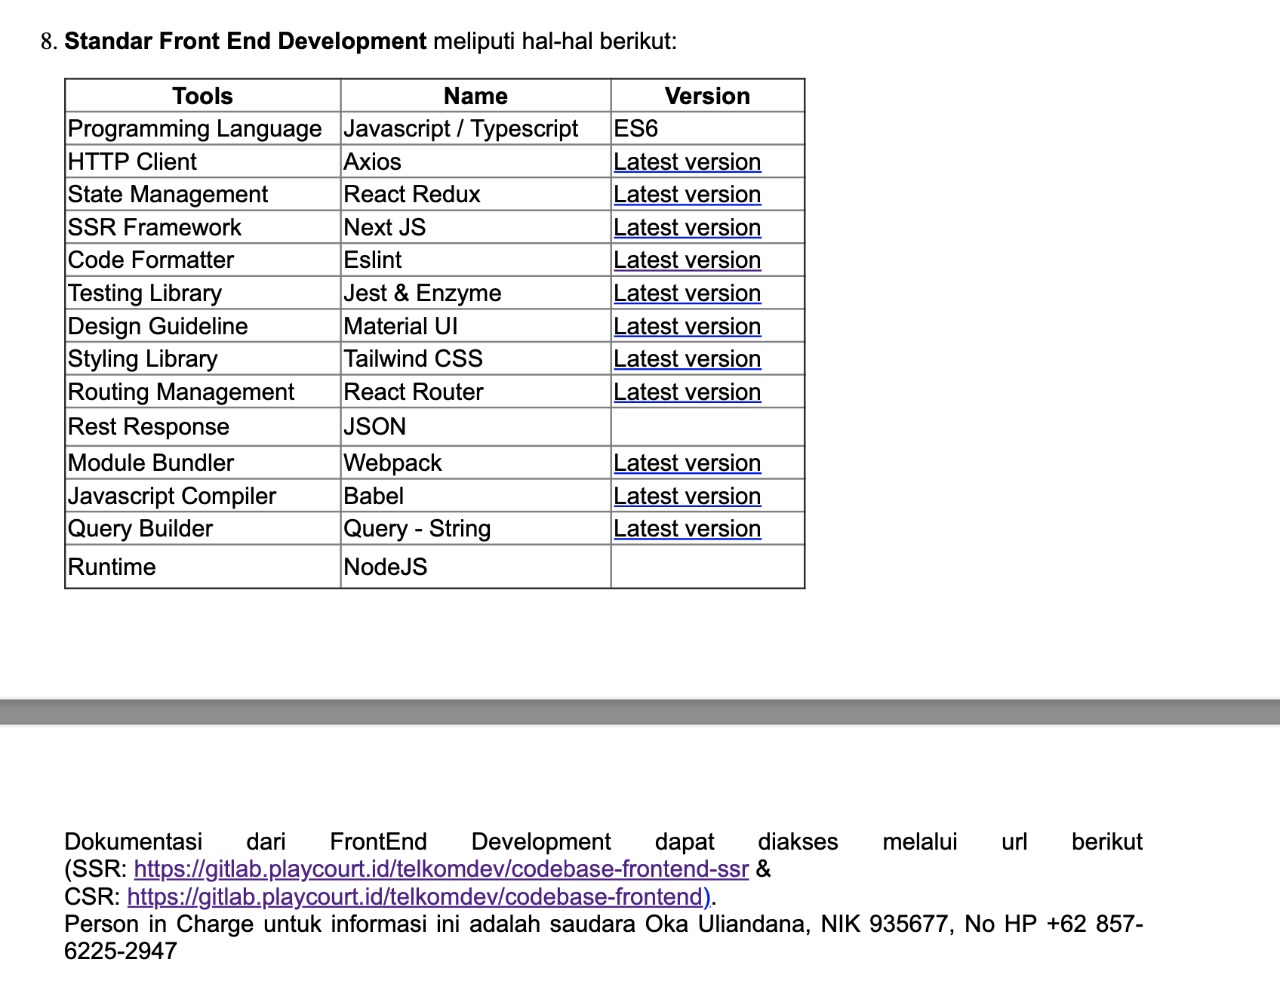 8. Standar Front End Development meliputi hal-hal berikut:
Tools Name Version
Programming Language Javascript / Typescript ES6
HTTP Client Axios Latest version
State Management React Redux Latest version
SSR Framework Next JS Latest version
Code Formatter Eslint Latest version
Testing Library Jest & Enzyme Latest version
Design Guideline Material UI Latest version
Styling Library Tailwind CSS Latest version
Routing Management React Router Latest version
Rest Response JSON
Module Bundler Webpack Latest version
Javascript Compiler Babel Latest version
Query Builder Query - String Latest version
Runtime NodeJS
Dokumentasi dari FrontEnd Development dapat diakses melalui url berikut
(SSR: https://gitlab.playcourt.id/telkomdev/codebase-frontend-ssr &
CSR: https://gitlab.playcourt.id/telkomdev/codebase-frontend).
Person in Charge untuk informasi ini adalah saudara Oka Uliandana, NIK 935677, No HP +62 857-
6225-2947